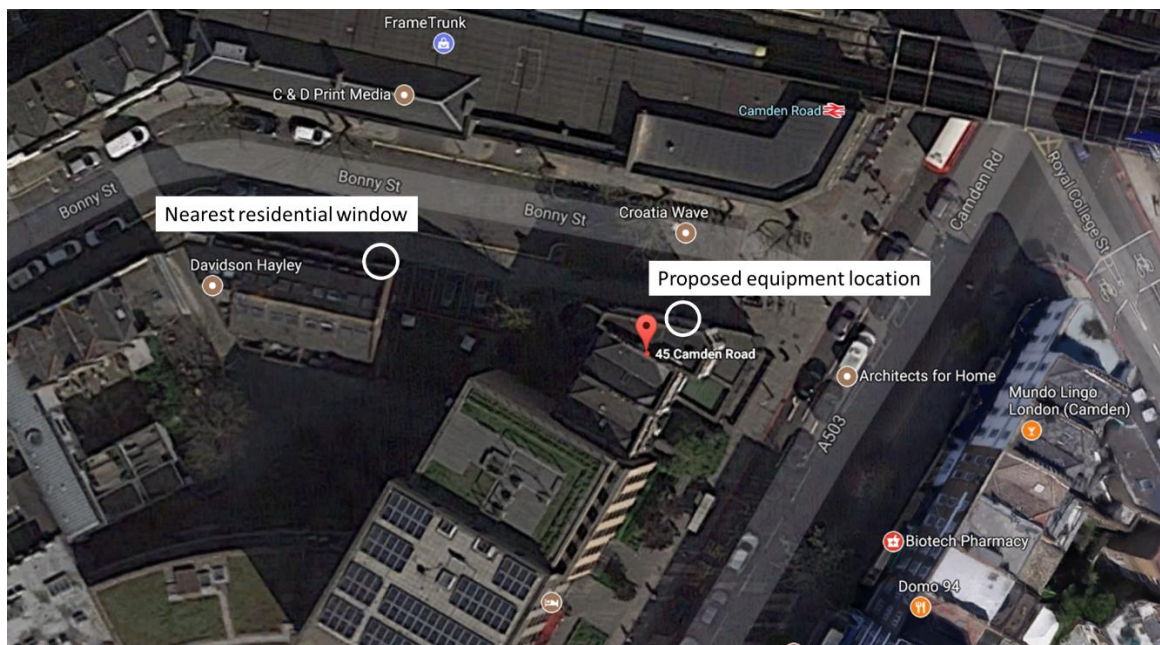 FrameTrunk
C & D Print Media
Camden Road
Bonny St
Bonny St
Bonny St
Camden Rd
Royal College St
Nearest residential window
Croatia Wave
Davidson Hayley
Proposed equipment location
45 Camden Road
Architects for Home
A503
Mundo Lingo
London (Camden)
Biotech Pharmacy
Domo 94